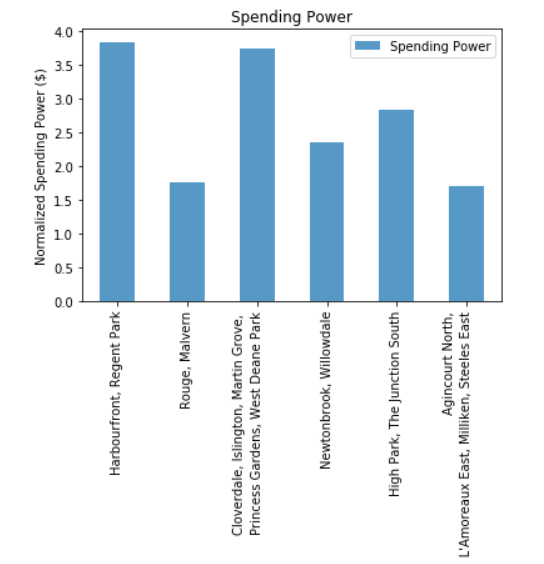 Spending Power
Spending Power
Normalized Spending Power ($)
4.0
3.5
3.0
2.5
2.0
1.5
1.0
0.5
0.0
Harbourfront, Regent Park
Rouge, Malvern
Cloverdale, Islington, Martin Grove,
Princess Gardens, West Deane Park
Newtonbrook, Willowdale
High Park, The Junction South
Agincourt North,
L'Amoreaux East, Milliken, Steeles East